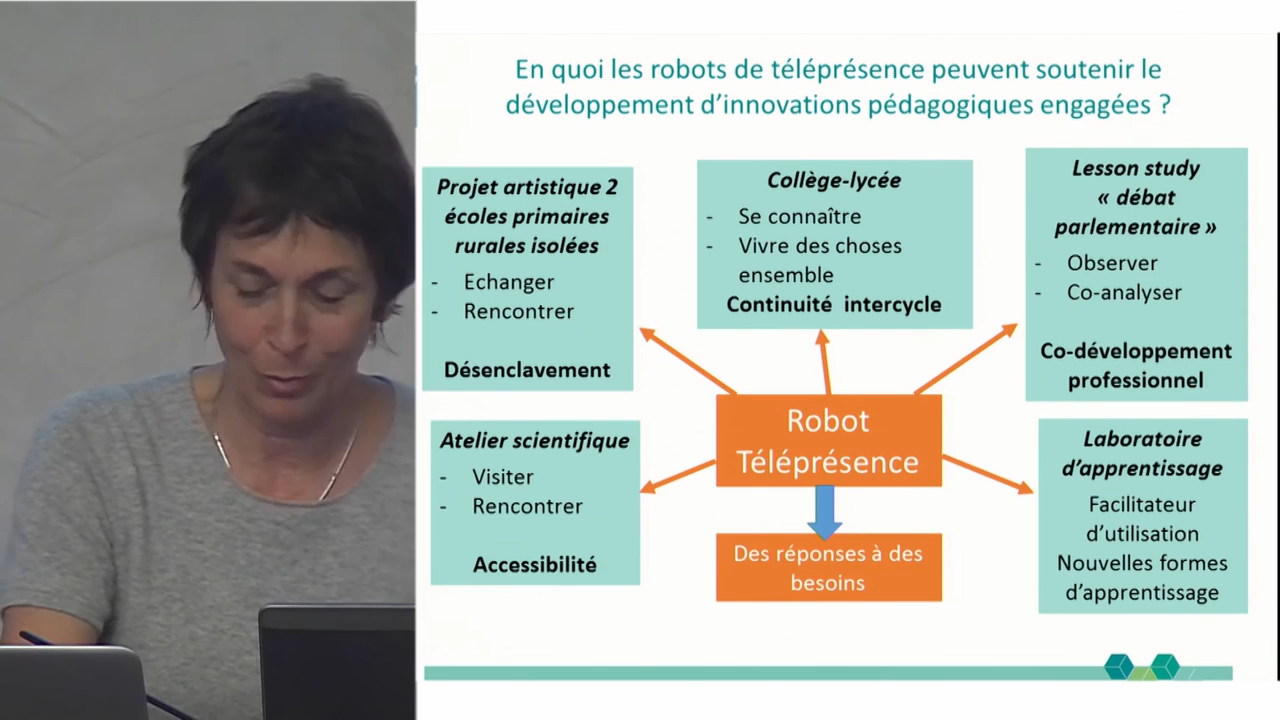 En quoi les robots de téléprésence peuvent soutenir le
développement d’innovations pédagogiques engagées ?
Projet artistique 2
écoles primaires
rurales isolées
- Echanger
- Rencontrer
Désenclavement
Collège-lycée
- Se connaître
- Vivre des choses
ensemble
Continuité intercycle
Lesson study
« débat
parlementaire »
- Observer
- Co-analyser
Co-développement
professionnel
Atelier scientifique
- Visiter
- Rencontrer
Accessibilité
Robot
Téléprésence
Des réponses à des
besoins
Laboratoire
d’apprentissage
Facilitateur
d’utilisation
Nouvelles formes
d’apprentissage